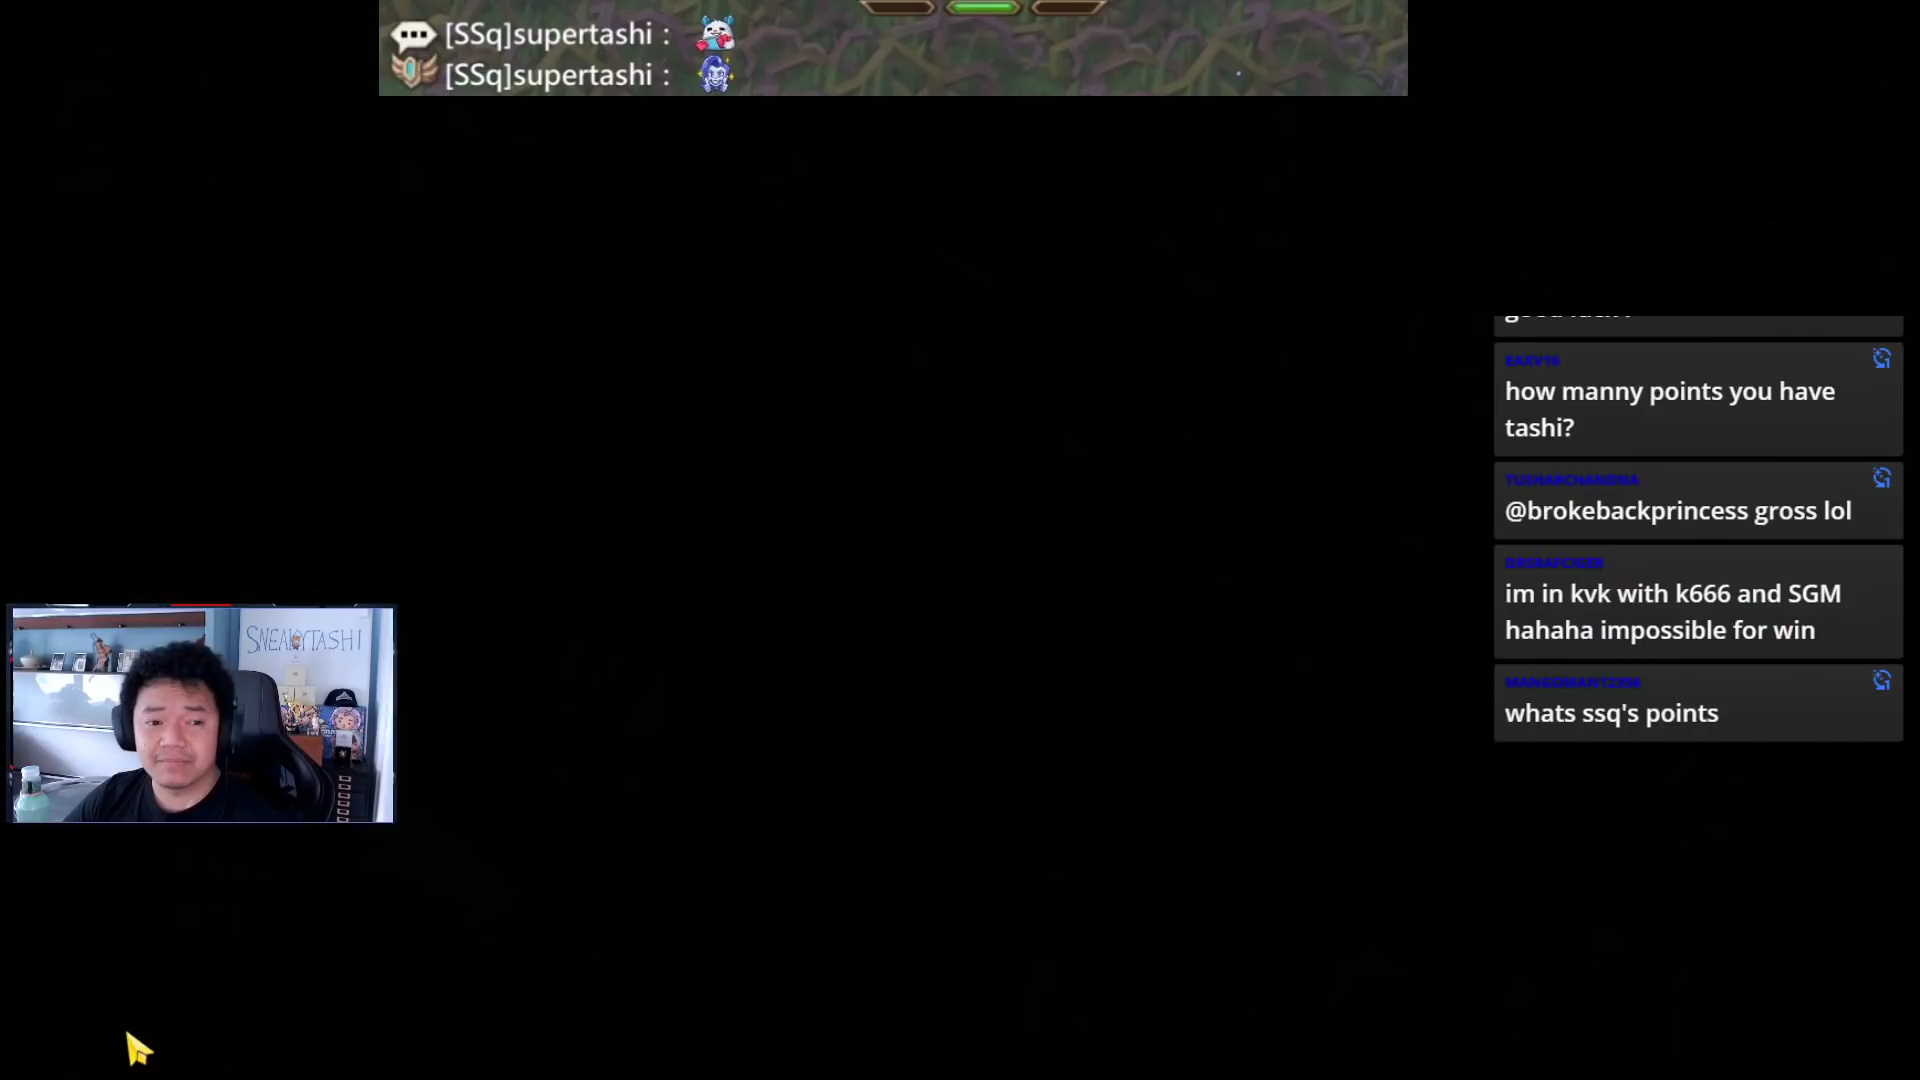 [SSq]supertashi :
[SSq]supertashi :
how manny points you have
tashi?
@brokebackprincess gross lol
im in kvk with k666 and SGM
hahaha impossible for win
whats ssq's points
SNEAKYTASHI